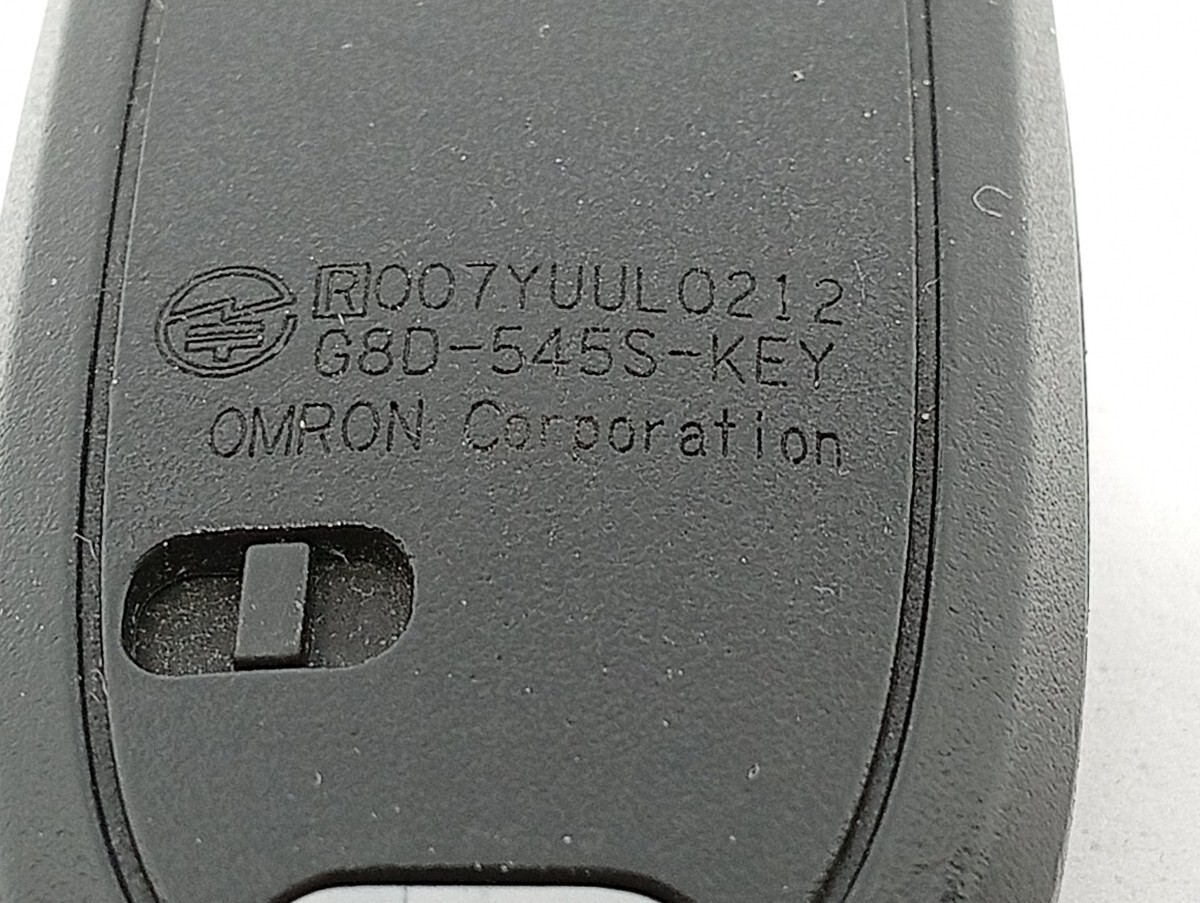 R007YUUL0212
G8D-545S-KEY
OMRON Corporation